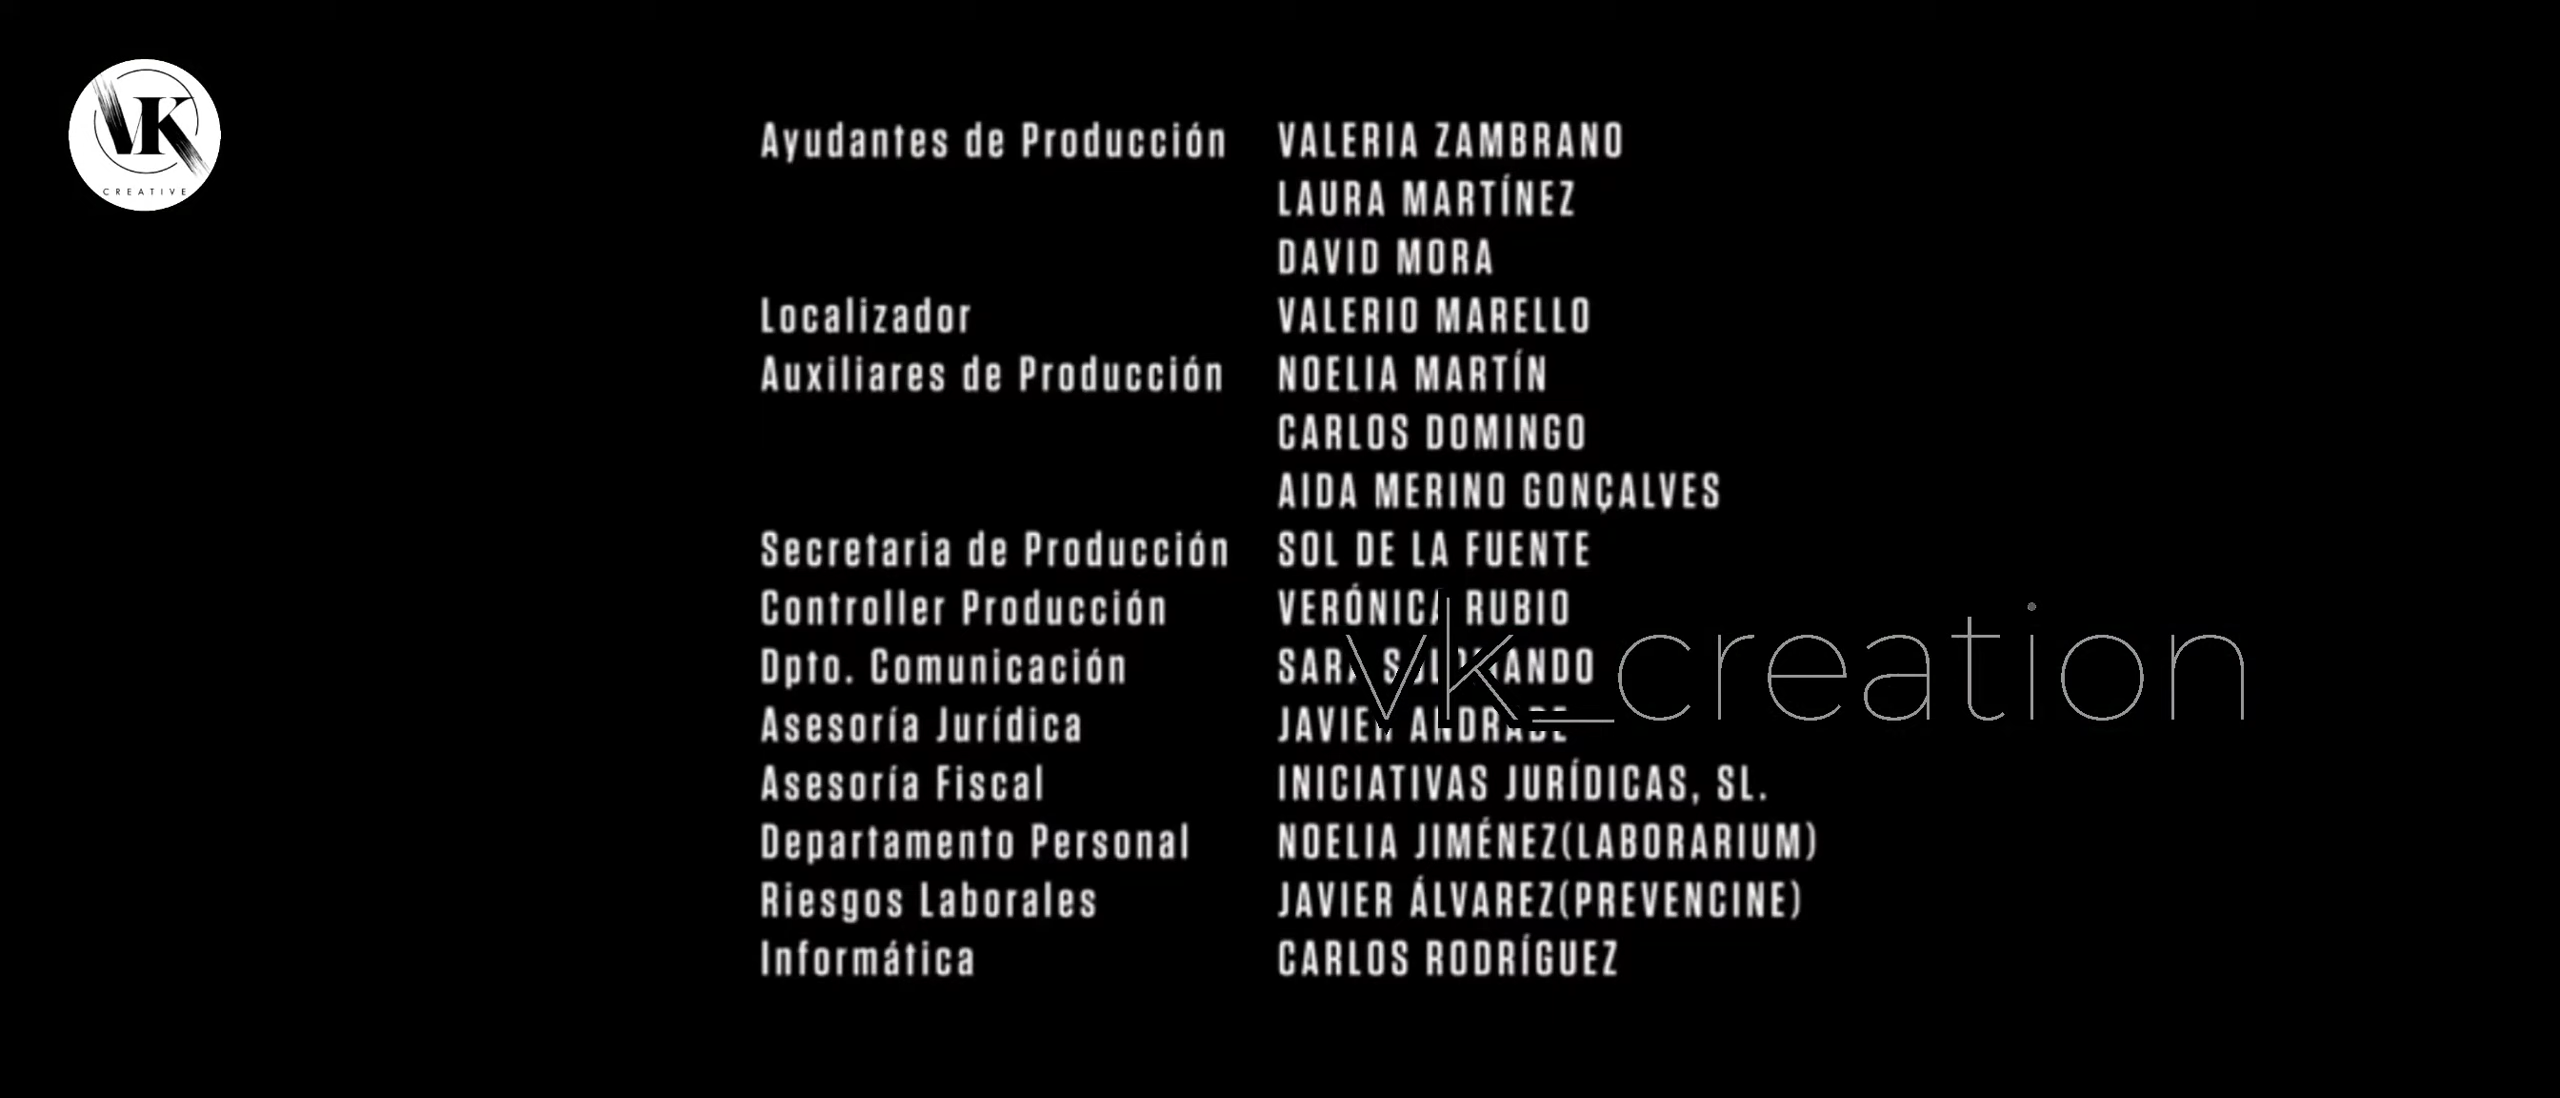 VK
CREATIVE
Ayudantes de Producción VALERIA ZAMBRANO
LAURA MARTÍNEZ
DAVID MORA
Localizador VALERIO MARELLO
Auxiliares de Producción NOELIA MARTÍN
CARLOS DOMINGO
AIDA MERINO GONÇALVES
Secretaria de Producción SOL DE LA FUENTE
Controller Producción VERÓNICA RUBIO
Dpto. Comunicación SARA
vk_creation
Asesoría Jurídica JAVIER ANDRADE
Asesoría Fiscal INICIATIVAS JURÍDICAS, SL.
Departamento Personal NOELIA JIMÉNEZ(LABORARIUM)
Riesgos Laborales JAVIER ÁLVAREZ(PREVENCINE)
Informática CARLOS RODRÍGUEZ